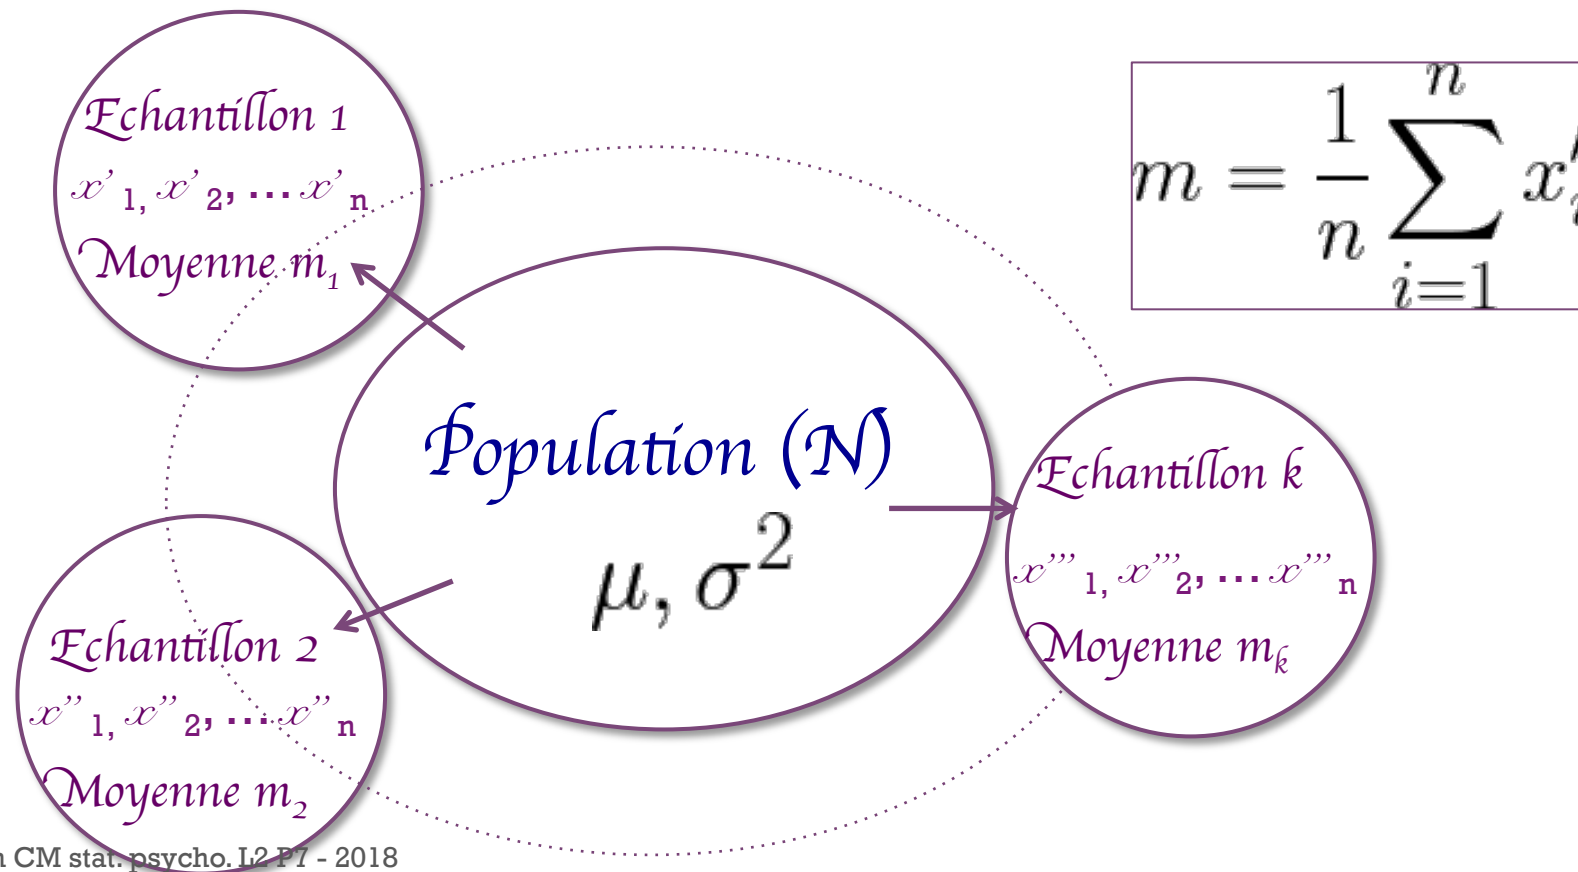 Echantillon 1
x’ 1, x’ 2, ... x’ n
Moyenne m1
m = 1/n ∑ i=1 n x
Population (N)
μ, σ²
Echantillon k
x’’’ 1, x’’’ 2, ... x’’’ n
Moyenne mk
Echantillon 2
x’’ 1, x’’ 2, ... x’’ n
Moyenne m2
CM stat. psycho. L2 P7 - 2018